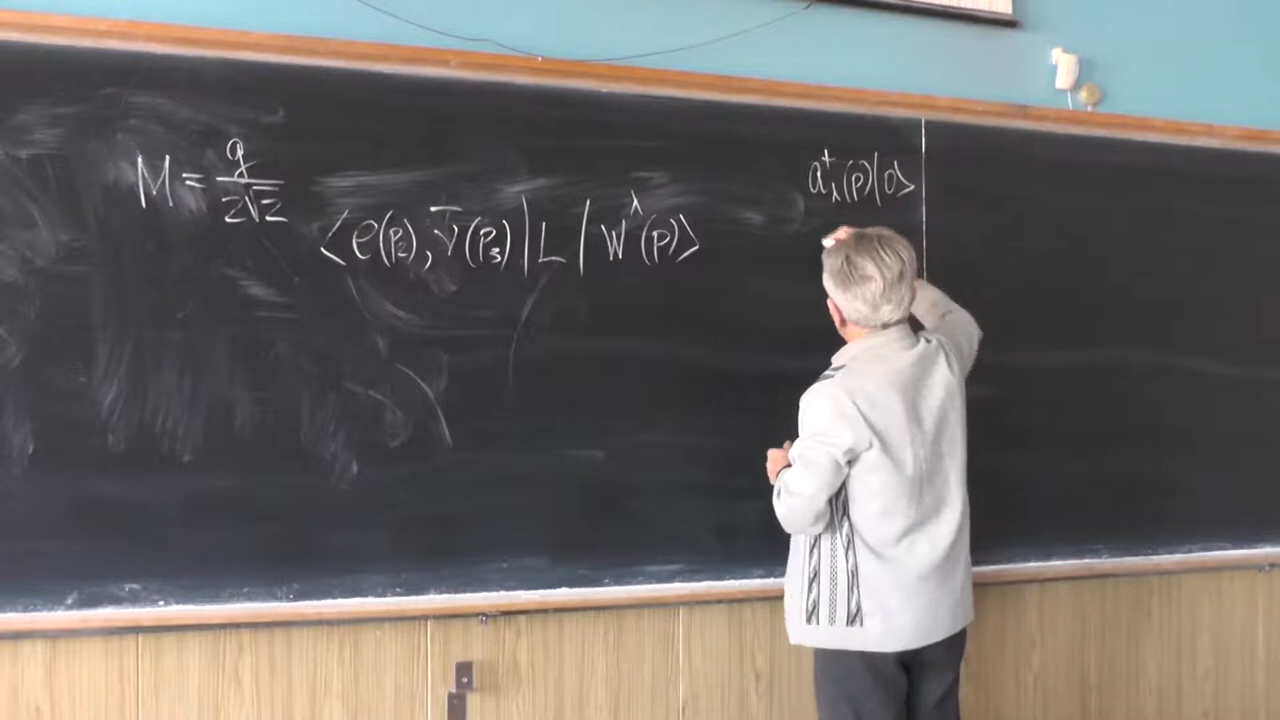 M = g/2√2 ⟨e(p₂), ν̅(p₃)|L|W^λ(p)⟩
a⁺_λ(p)|0⟩